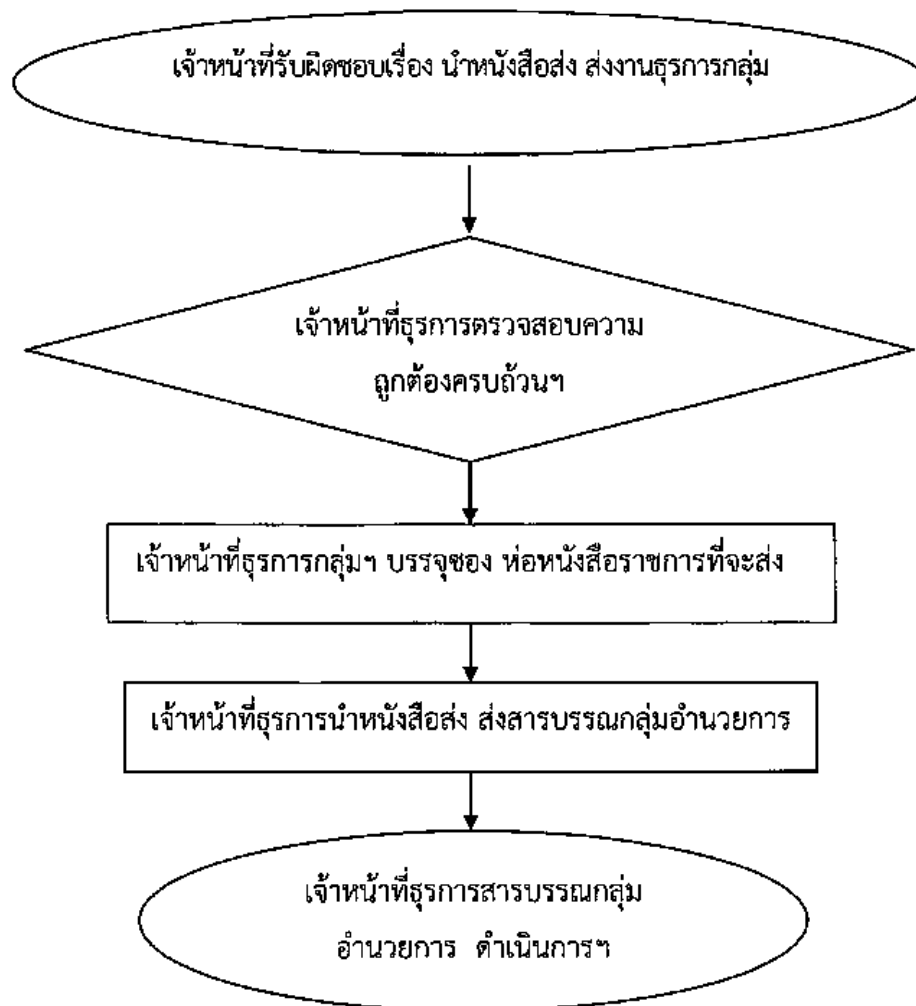 เจ้าหน้าที่รับผิดชอบเรื่อง นำหนังสือส่ง ส่งงานธุรการกลุ่ม
เจ้าหน้าที่ธุรการตรวจสอบความ
ถูกต้องครบถ้วนฯ
เจ้าหน้าที่ธุรการกลุ่มฯ บรรจุซอง ห่อหนังสือราชการที่จะส่ง
เจ้าหน้าที่ธุรการนำหนังสือส่ง ส่งสารบรรณกลุ่มอำนวยการ
เจ้าหน้าที่ธุรการสารบรรณกลุ่ม
อำนวยการ ดำเนินการฯ